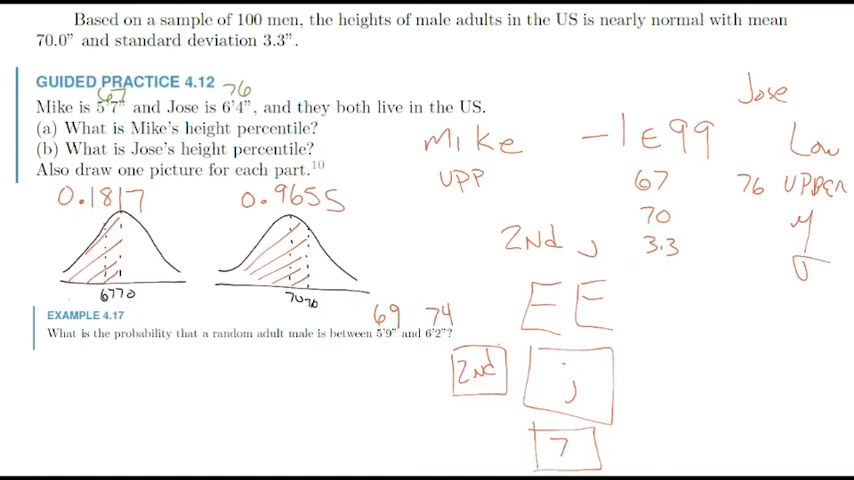 Based on a sample of 100 men, the heights of male adults in the US is nearly normal with mean
70.0” and standard deviation 3.3”.
GUIDED PRACTICE 4.12
67 76
Mike is 5’7” and Jose is 6’4”, and they both live in the US.
(a) What is Mike’s height percentile?
(b) What is Jose’s height percentile?
Also draw one picture for each part.10
0.1817 0.9655
67 70
70 76
EXAMPLE 4.17
69 74
What is the probability that a random adult male is between 5’9” and 6’2”?
Jose
MIKE -1E99 Low
UPP 67 76 UPPER
70 μ
2Nd , 3.3 σ
EE
2Nd ,
7